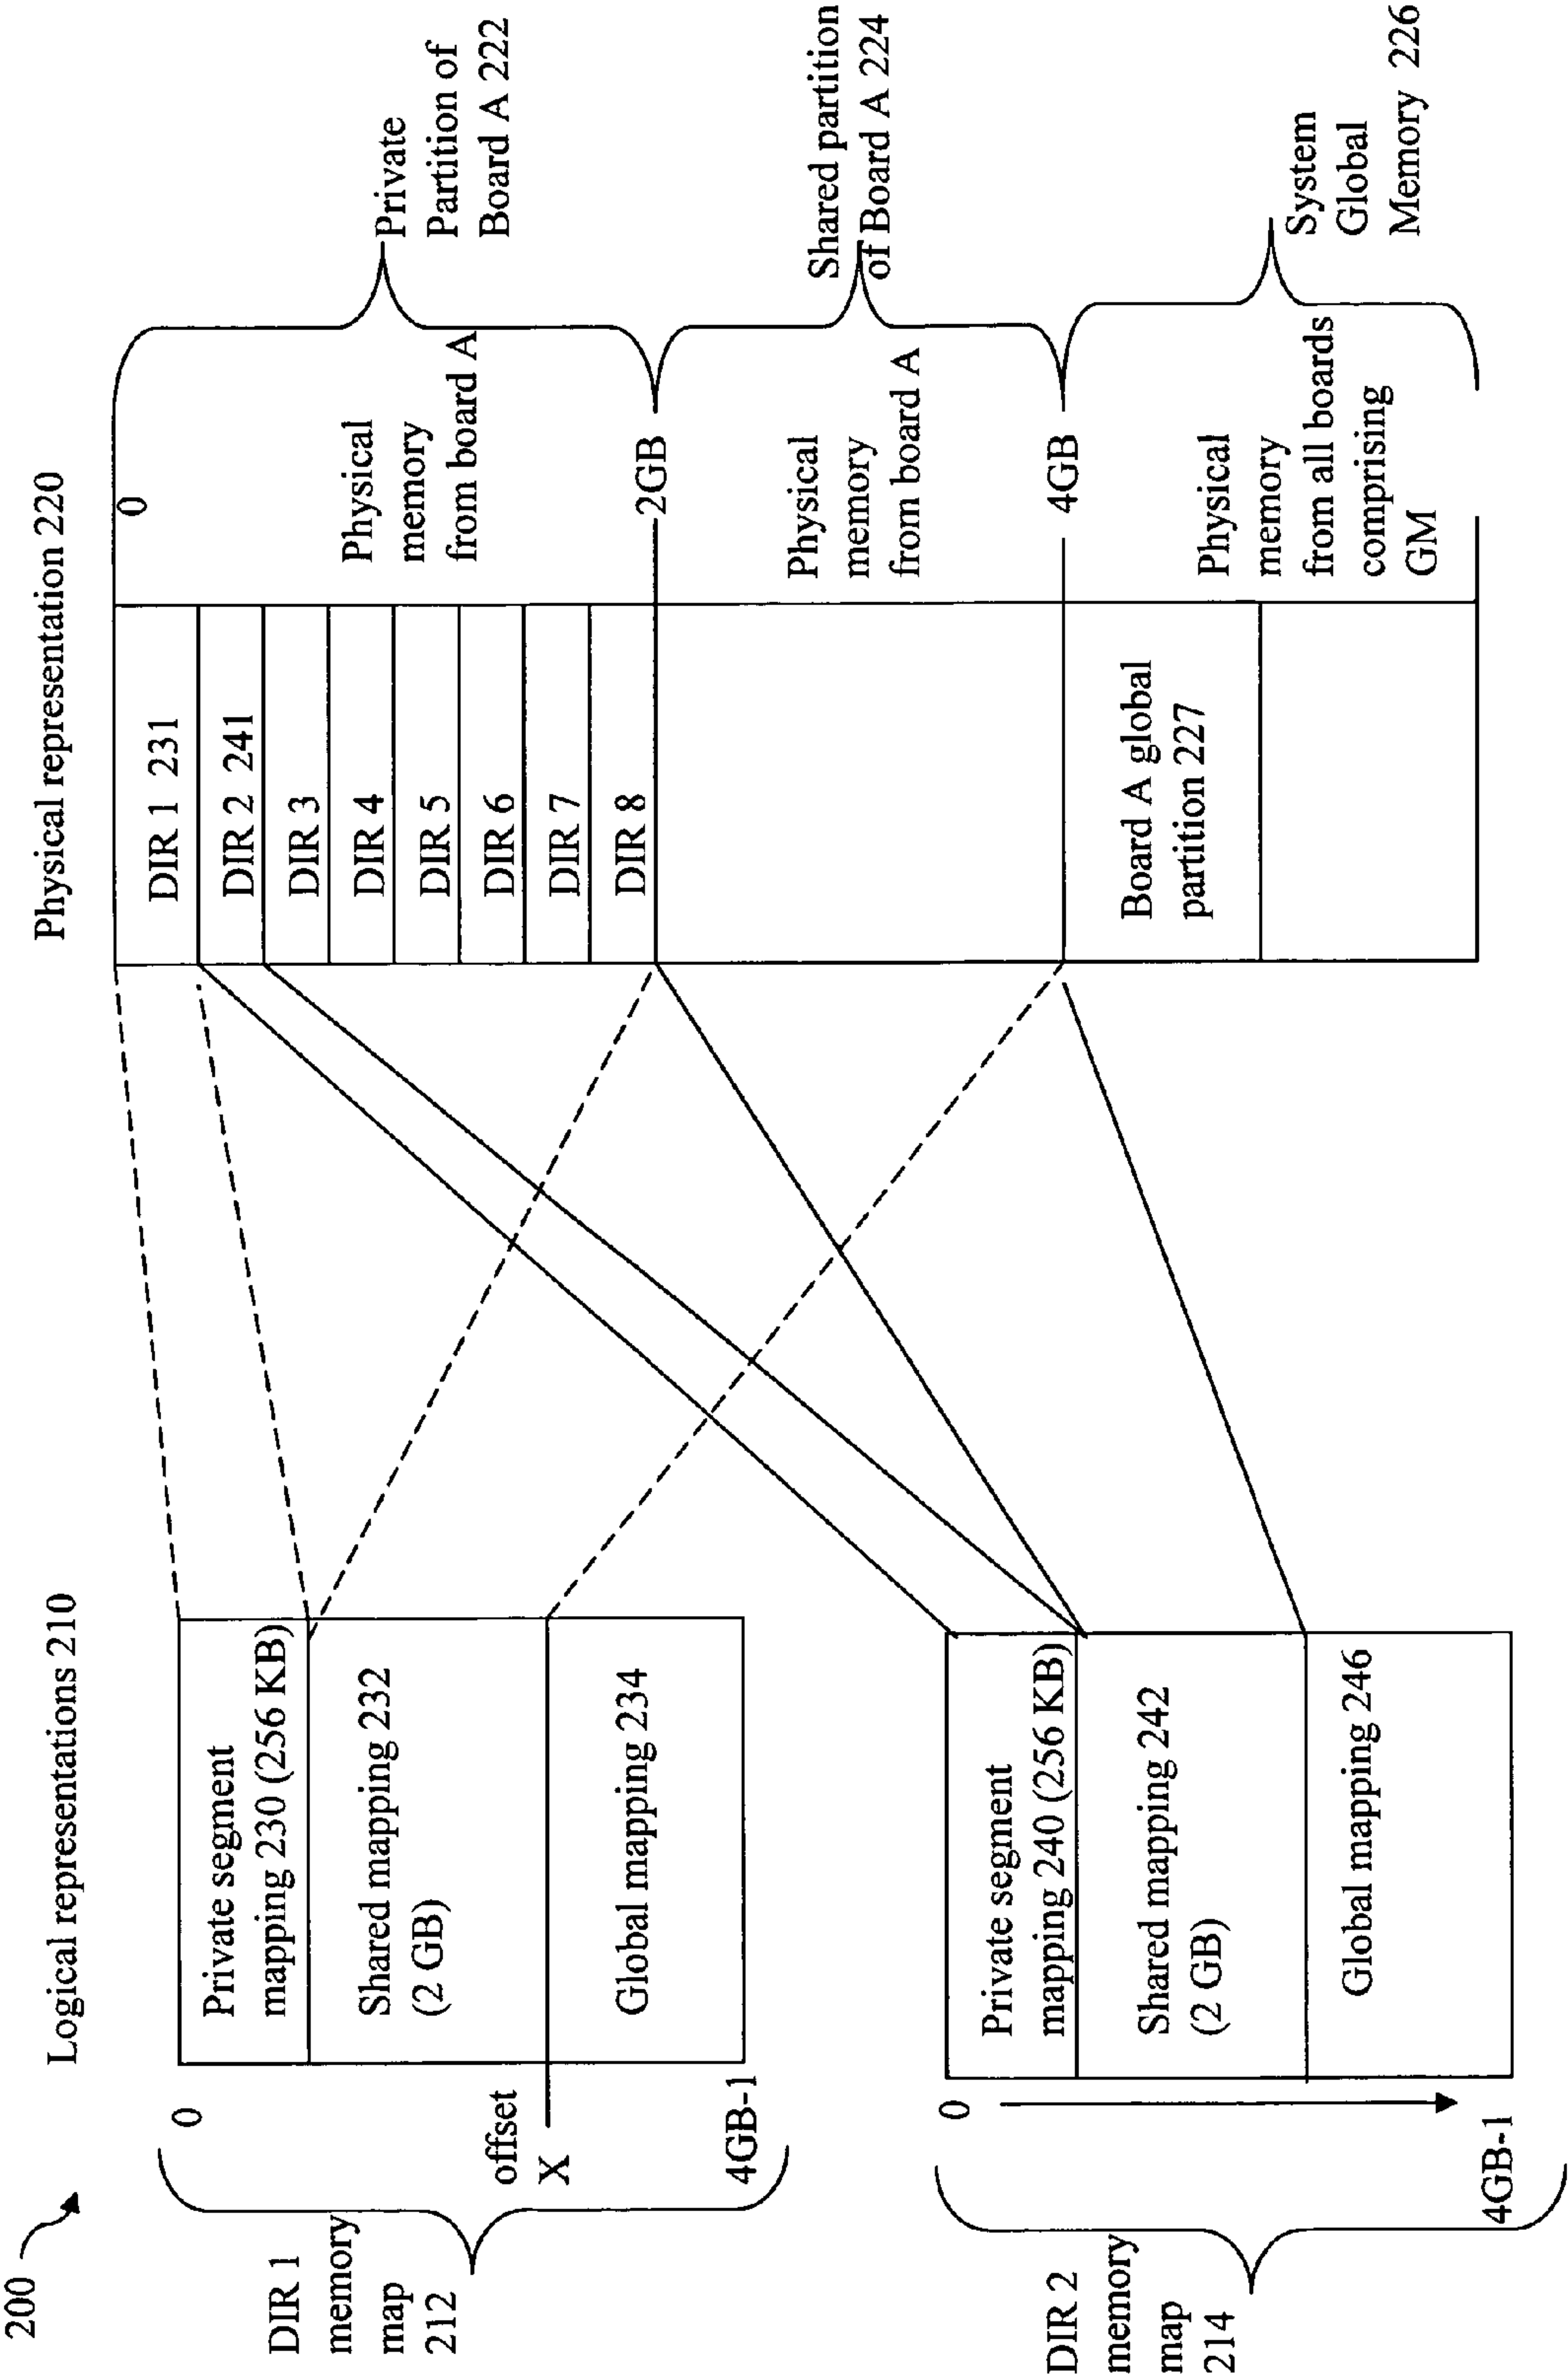 200
Logical representations 210
Physical representation 220
DIR 1
memory
map
212
0
offset
X
4GB-1
Private segment
mapping 230 (256 KB)
Shared mapping 232
(2 GB)
Global mapping 234
DIR 2
memory
map
214
0
4GB-1
Private segment
mapping 240 (256 KB)
Shared mapping 242
(2 GB)
Global mapping 246
DIR 1 231
DIR 2 241
DIR 3
DIR 4
DIR 5
DIR 6
DIR 7
DIR 8
Board A global
partition 227
0
Physical
memory
from board A
2GB
Physical
memory
from board A
4GB
Physical
memory
from all boards
comprising
GM
Private
Partition of
Board A 222
Shared partition
of Board A 224
System
Global
Memory 226